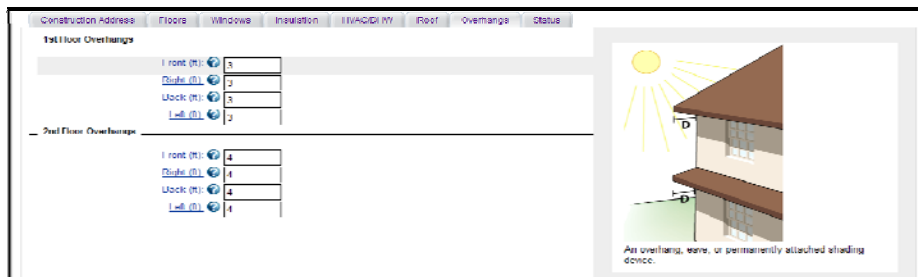 Construction Address Floors Windows Insulation HVAC/DHW Roof Overhangs Status
1st Floor Overhangs
Front (ft): 3
Right (ft): 3
Back (ft): 3
Left (ft): 3
2nd Floor Overhangs
Front (ft): 4
Right (ft): 4
Back (ft): 4
Left (ft): 4
D
D
An overhang, eave, or permanently attached shading
device.